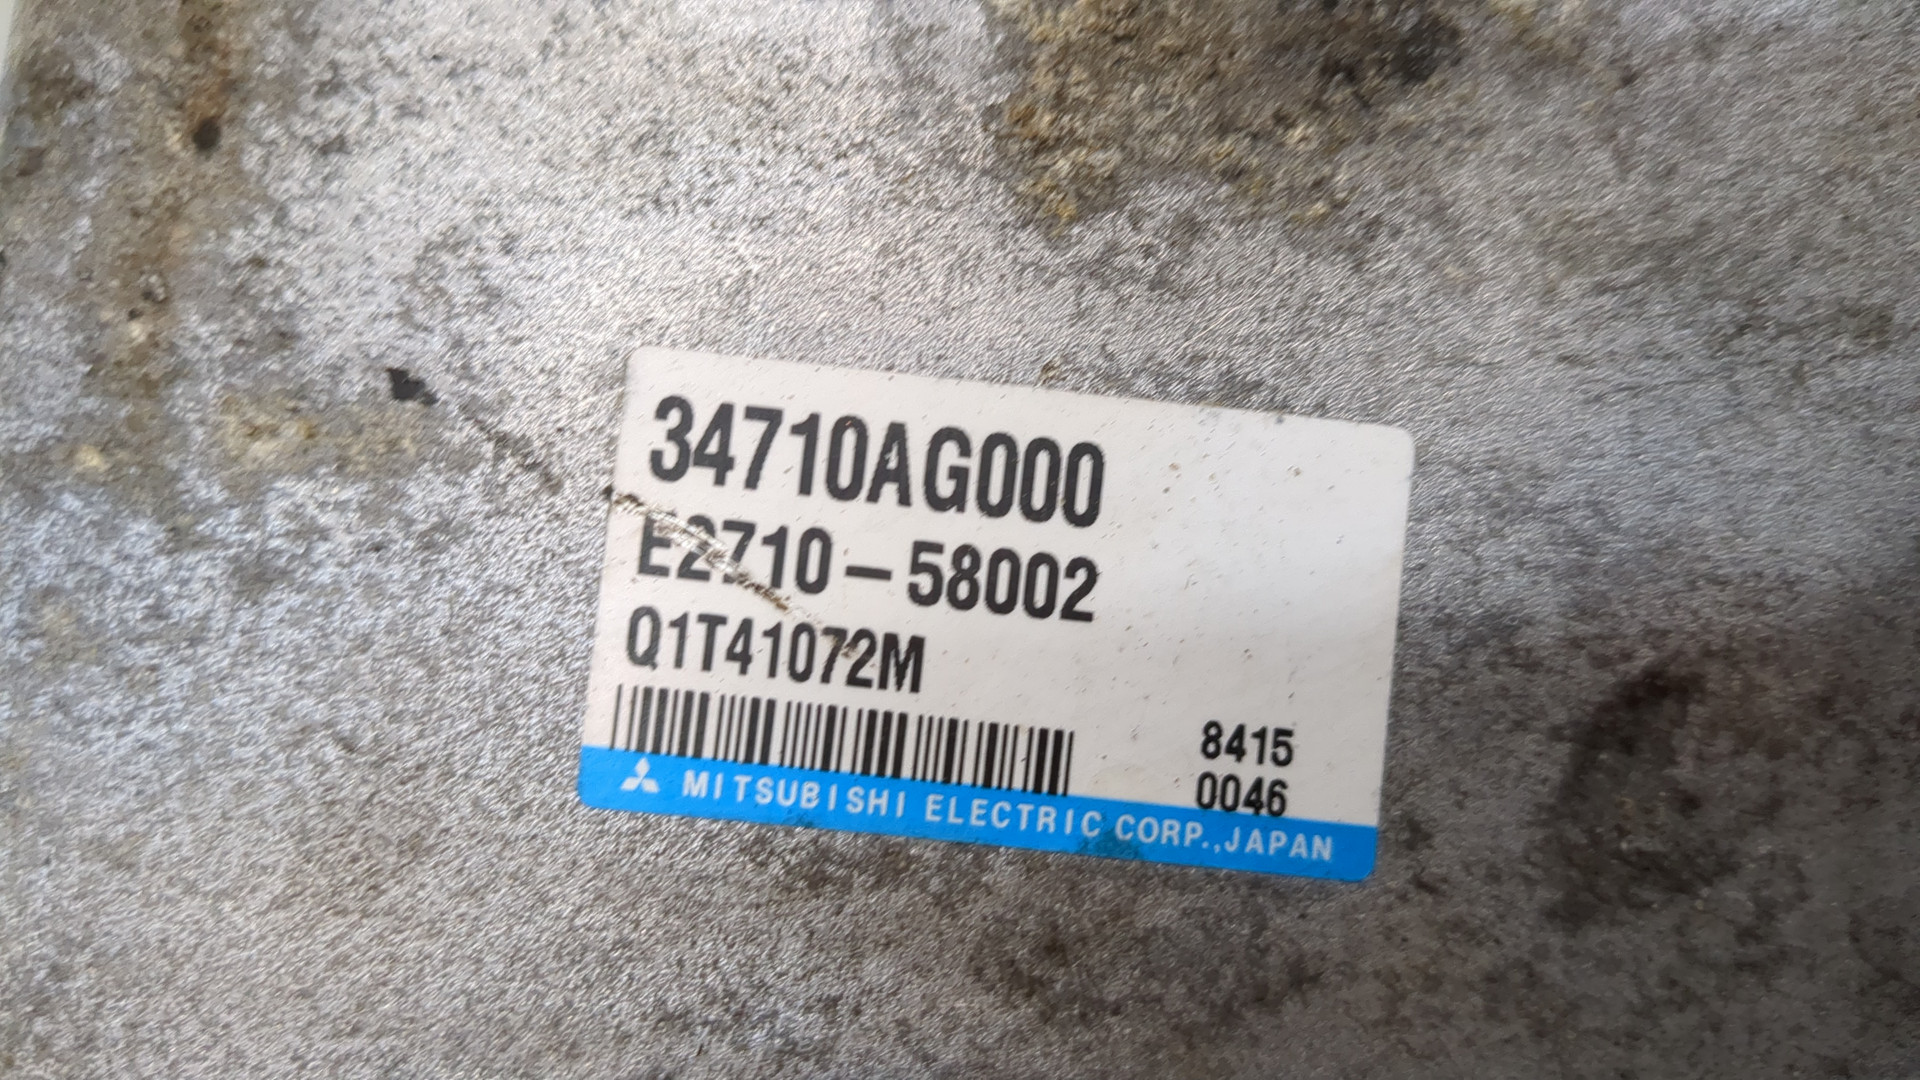 34710AG000
E2710-58002
Q1T41072M
8415
0046
MITSUBISHI ELECTRIC CORP.,JAPAN